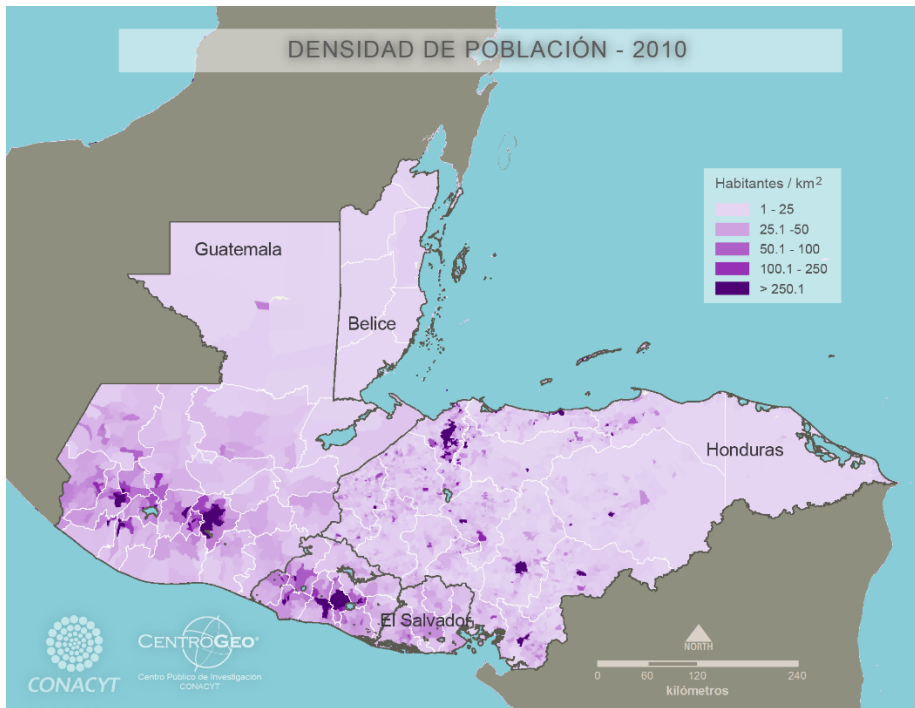 DENSIDAD DE POBLACIÓN - 2010
Habitantes / km²
1 - 25
25.1 -50
50.1 - 100
100.1 - 250
> 250.1
Guatemala
Belice
Honduras
El Salvador
CONACYT
CENTROGEO®
Centro Público de Investigación
CONACYT
NORTH
0 60 120 240
kilómetros